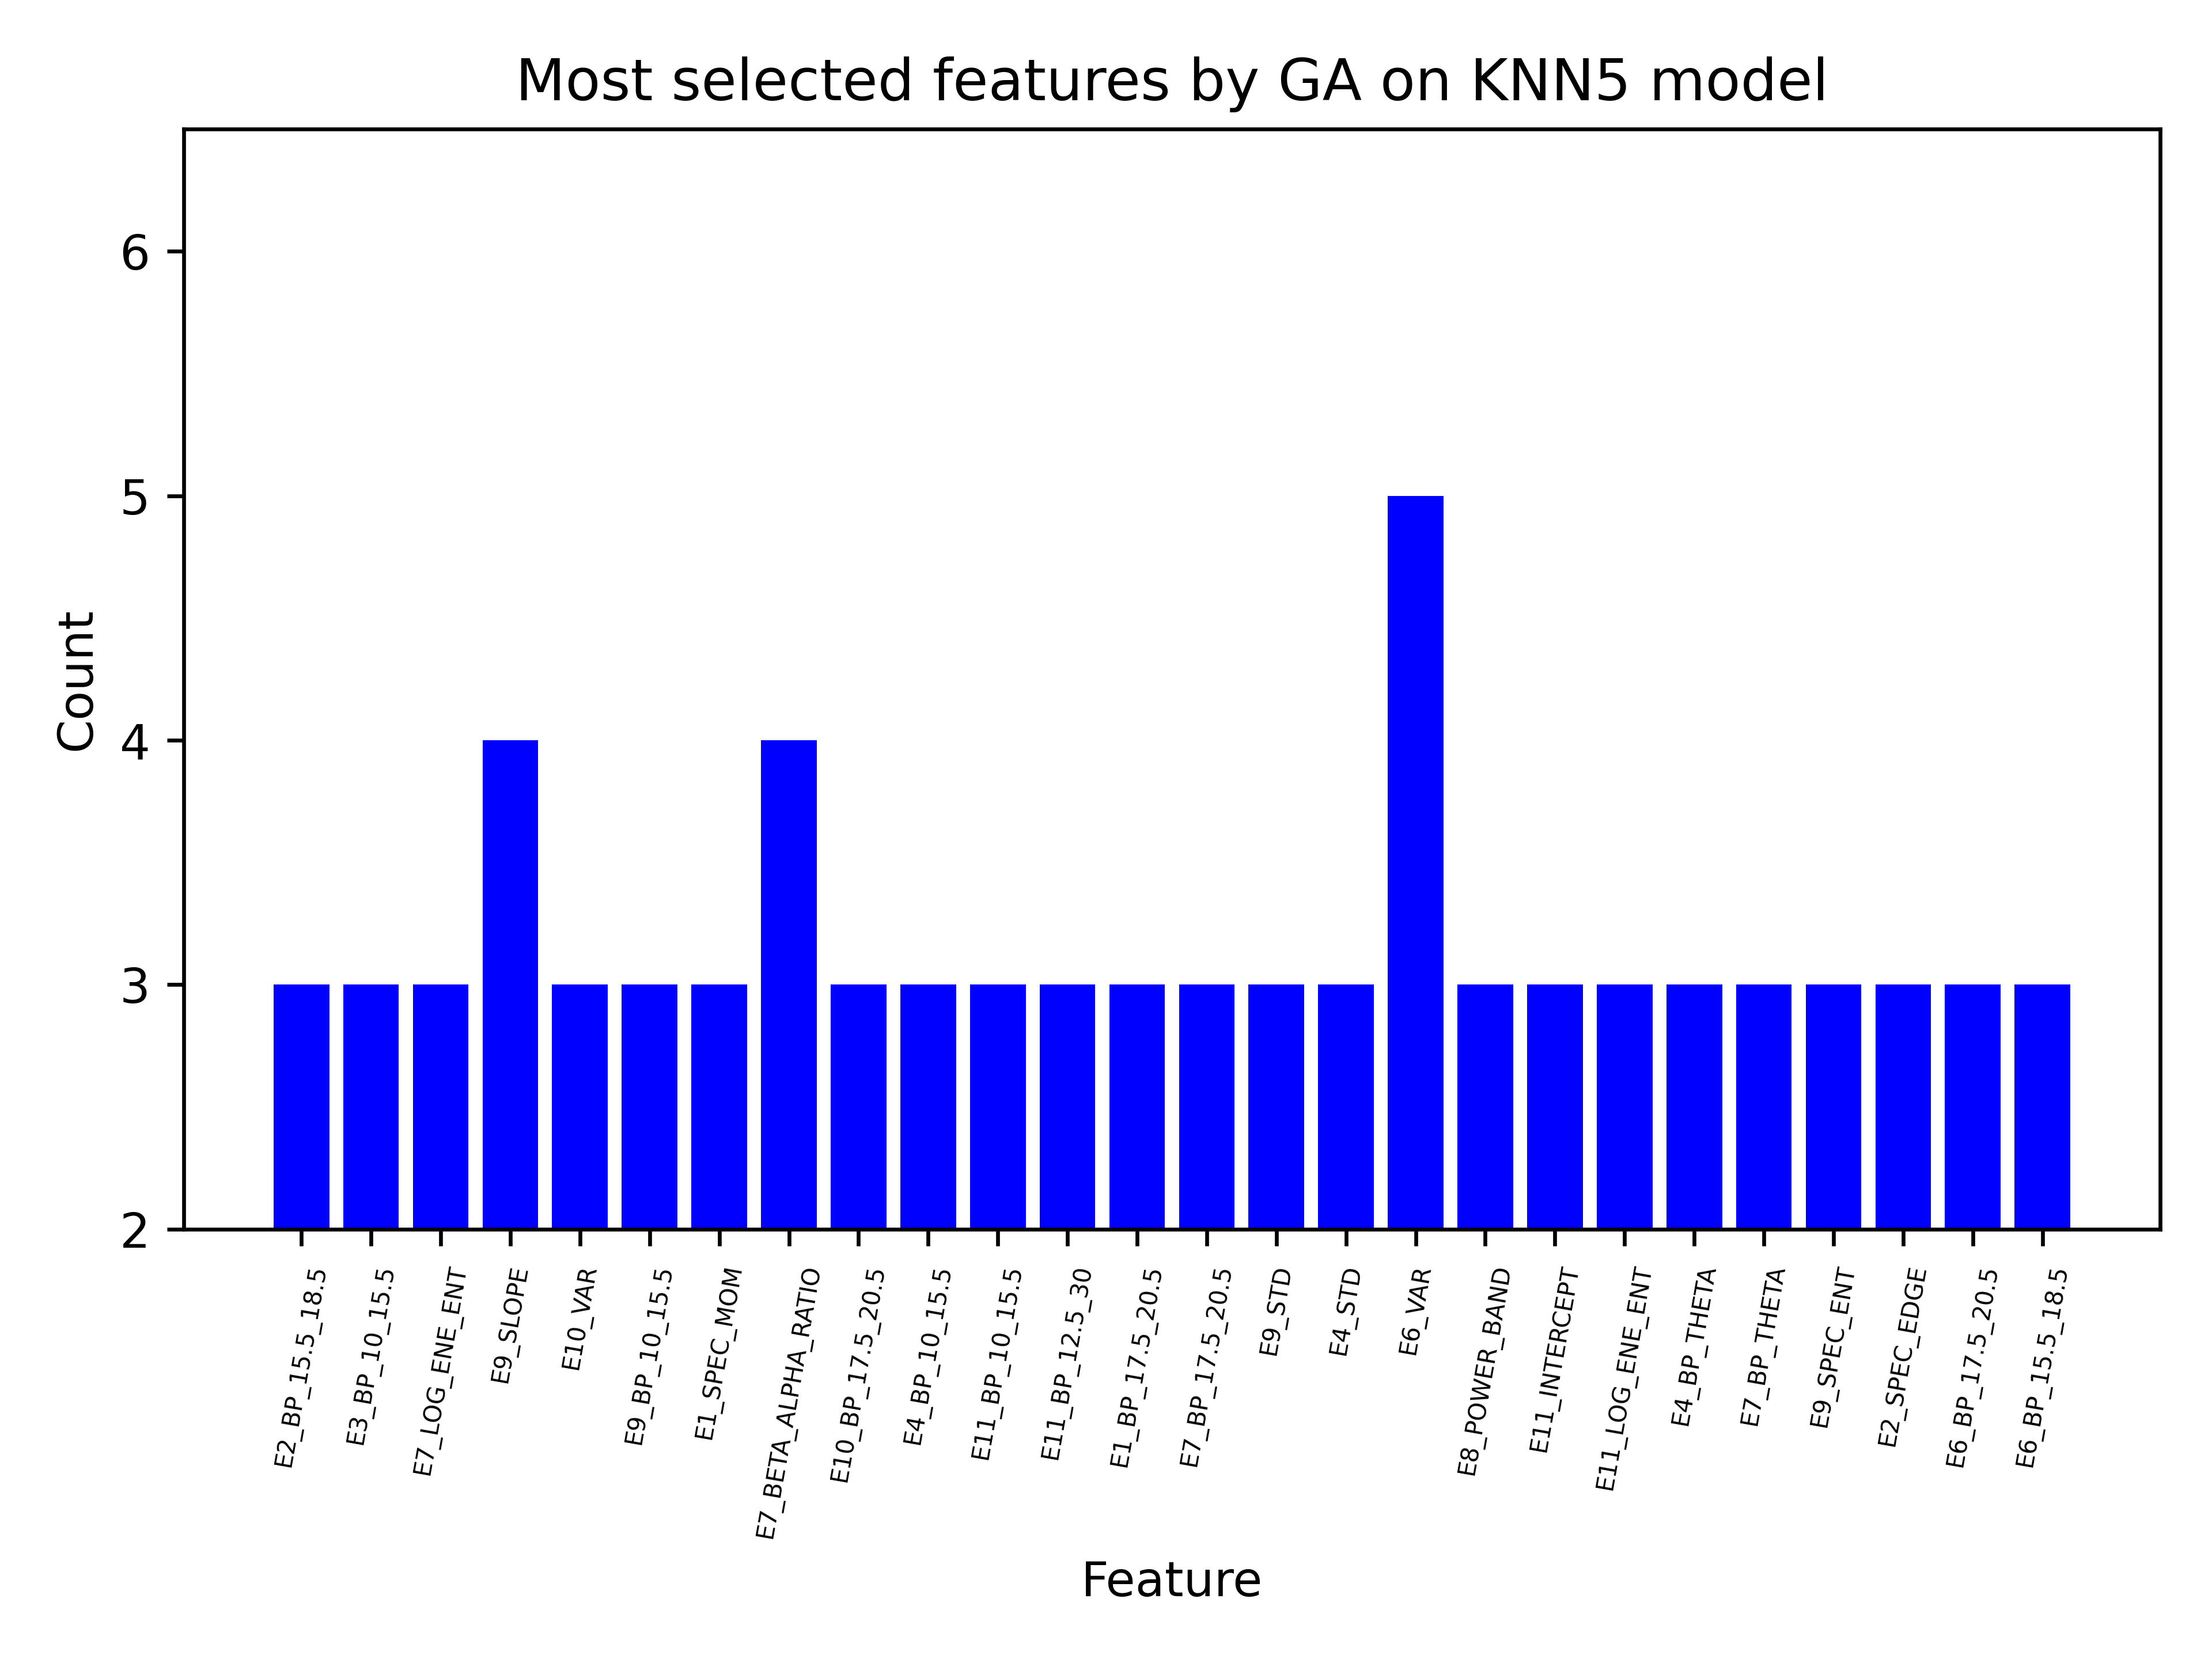 Most selected features by GA on KNN5 model
6
5
4
3
2
Count
E2_BP_15.5_18.5
E3_BP_10_15.5
E7_LOG_ENE_ENT
E9_SLOPE
E10_VAR
E9_BP_10_15.5
E1_SPEC_MOM
E7_BETA_ALPHA_RATIO
E10_BP_17.5_20.5
E4_BP_10_15.5
E11_BP_10_15.5
E11_BP_12.5_30
E1_BP_17.5_20.5
E7_BP_17.5_20.5
E9_STD
E4_STD
E6_VAR
E8_POWER_BAND
E11_INTERCEPT
E11_LOG_ENE_ENT
E4_BP_THETA
E7_BP_THETA
E9_SPEC_ENT
E2_SPEC_EDGE
E6_BP_17.5_20.5
E6_BP_15.5_18.5
Feature